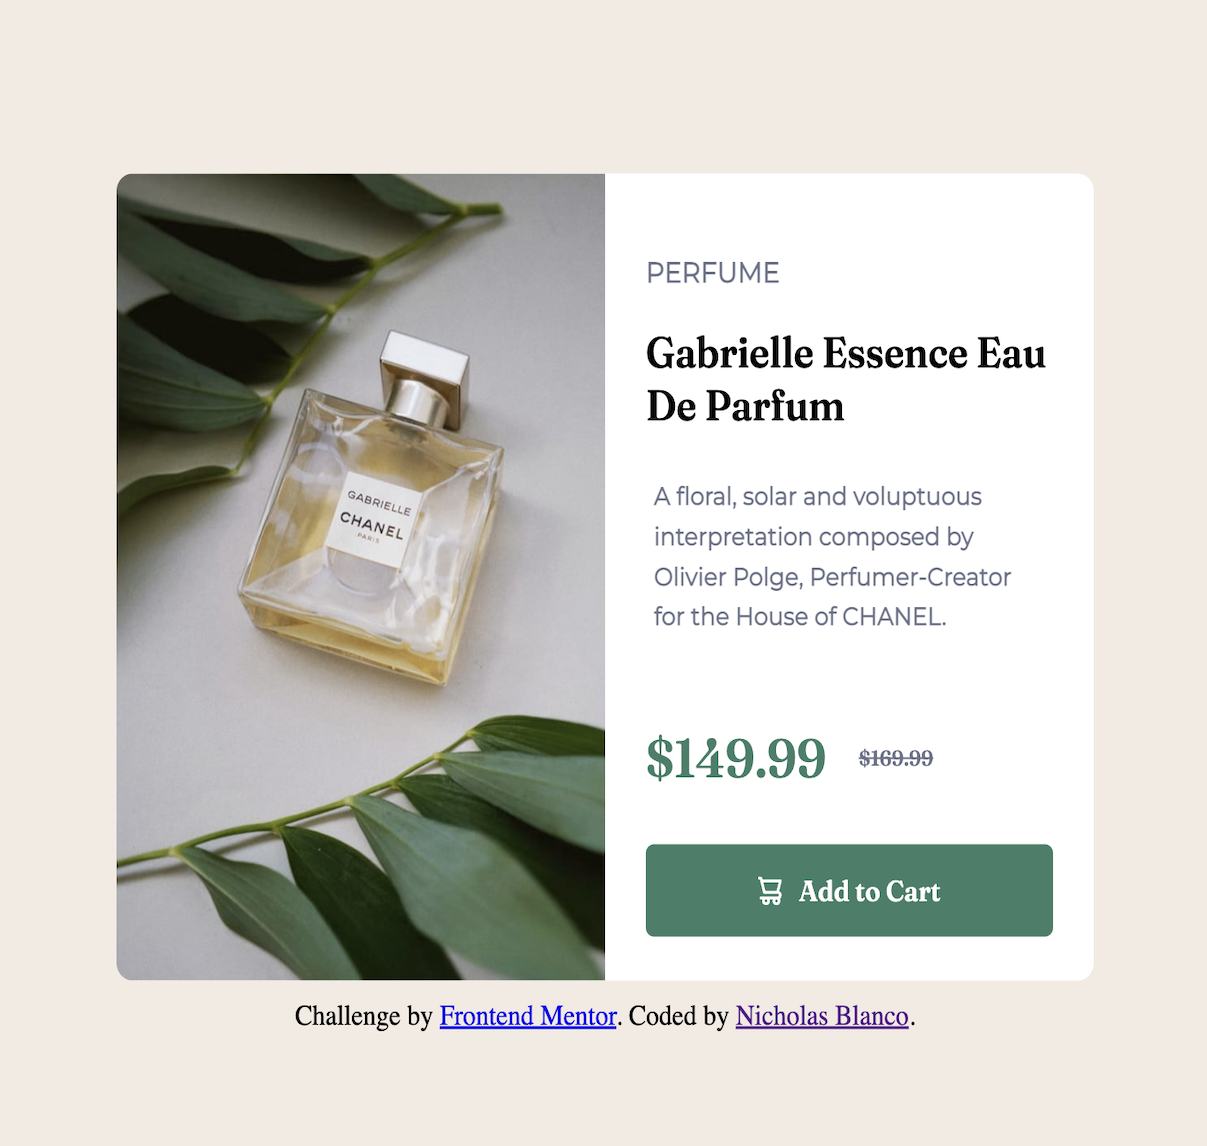 GABRIELLE
CHANEL
PARIS
PERFUME
Gabrielle Essence Eau
De Parfum
A floral, solar and voluptuous
interpretation composed by
Olivier Polge, Perfumer-Creator
for the House of CHANEL.
$149.99 $169.99
Add to Cart
Challenge by Frontend Mentor. Coded by Nicholas Blanco.